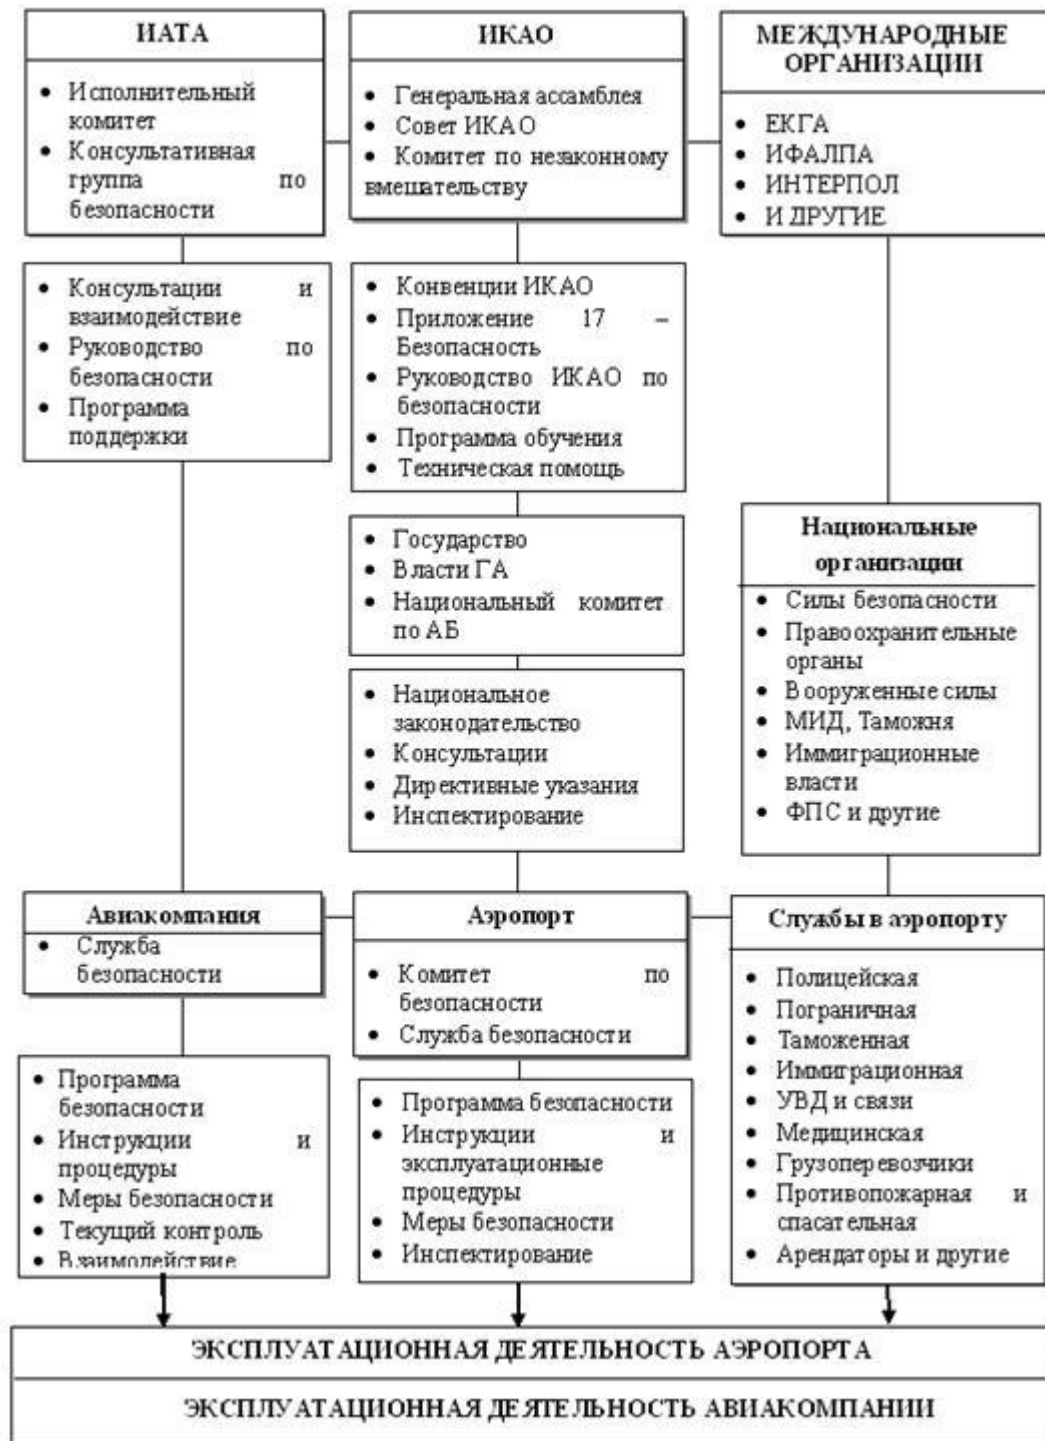 ИАТА
• Исполнительный
комитет
• Консультативная
группа по
безопасности
ИКАО
• Генеральная ассамблея
• Совет ИКАО
• Комитет по незаконному
вмешательству
МЕЖДУНАРОДНЫЕ
ОРГАНИЗАЦИИ
• ЕКГА
• ИФАЛПА
• ИНТЕРПОЛ
• И ДРУГИЕ
• Консультации и
взаимодействие
• Руководство по
безопасности
• Программа
поддержки
• Конвенции ИКАО
• Приложение 17 –
Безопасность
• Руководство ИКАО по
безопасности
• Программа обучения
• Техническая помощь
• Государство
• Власти ГА
• Национальный комитет
по АБ
Национальные
организации
• Силы безопасности
• Правоохранительные
органы
• Вооруженные силы
• МИД, Таможня
• Иммиграционные
власти
• ФПС и другие
• Национальное
законодательство
• Консультации
• Директивные указания
• Инспектирование
Авиакомпания
• Служба
безопасности
Аэропорт
• Комитет по
безопасности
• Служба безопасности
Службы в аэропорту
• Полицейская
• Пограничная
• Таможенная
• Иммиграционная
• УВД и связи
• Медицинская
• Грузоперевозчики
• Противопожарная и
спасательная
• Арендаторы и другие
• Программа
безопасности
• Инструкции и
процедуры
• Меры безопасности
• Текущий контроль
• Взаимодействие
• Программа безопасности
• Инструкции и
эксплуатационные
процедуры
• Меры безопасности
• Инспектирование
ЭКСПЛУАТАЦИОННАЯ ДЕЯТЕЛЬНОСТЬ АЭРОПОРТА
ЭКСПЛУАТАЦИОННАЯ ДЕЯТЕЛЬНОСТЬ АВИАКОМПАНИИ